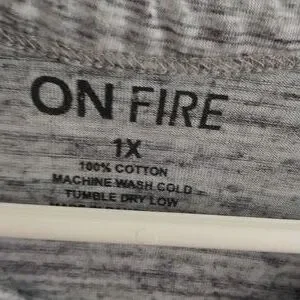 ON FIRE
1X
100% COTTON
MACHINE WASH COLD
TUMBLE DRY LOW